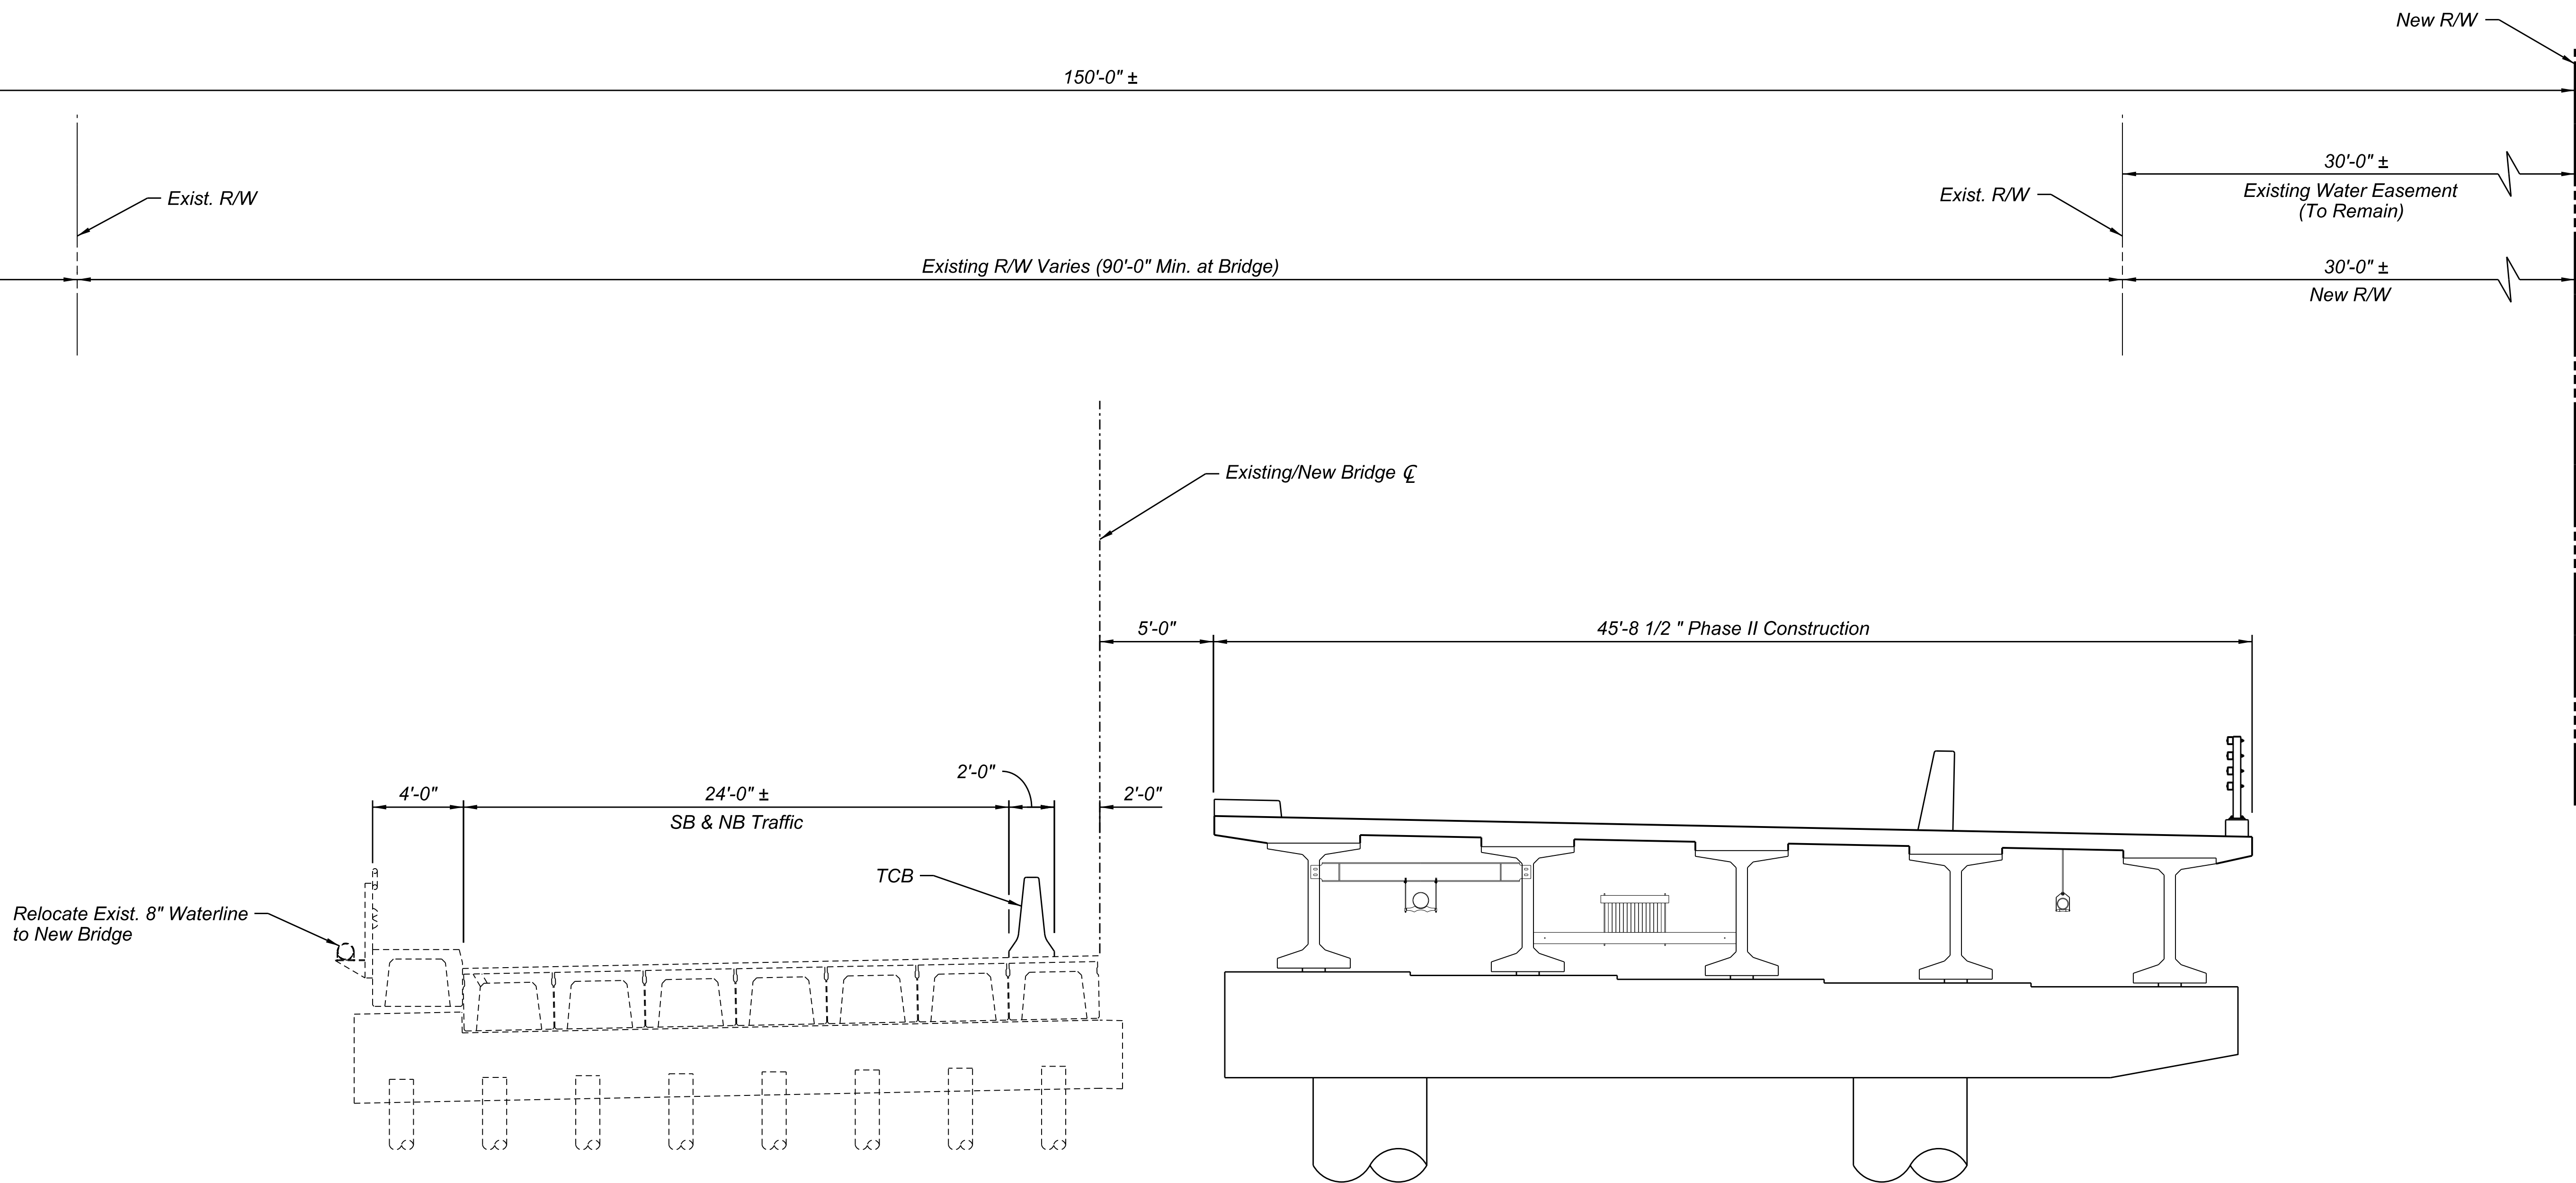 New R/W
150'-0" ±
30'-0" ±
Existing Water Easement
(To Remain)
Exist. R/W
Exist. R/W
Existing R/W Varies (90'-0" Min. at Bridge)
30'-0" ±
New R/W
Existing/New Bridge ℄
5'-0"
45'-8 1/2 " Phase II Construction
2'-0"
4'-0"
24'-0" ±
2'-0"
SB & NB Traffic
TCB
Relocate Exist. 8" Waterline
to New Bridge